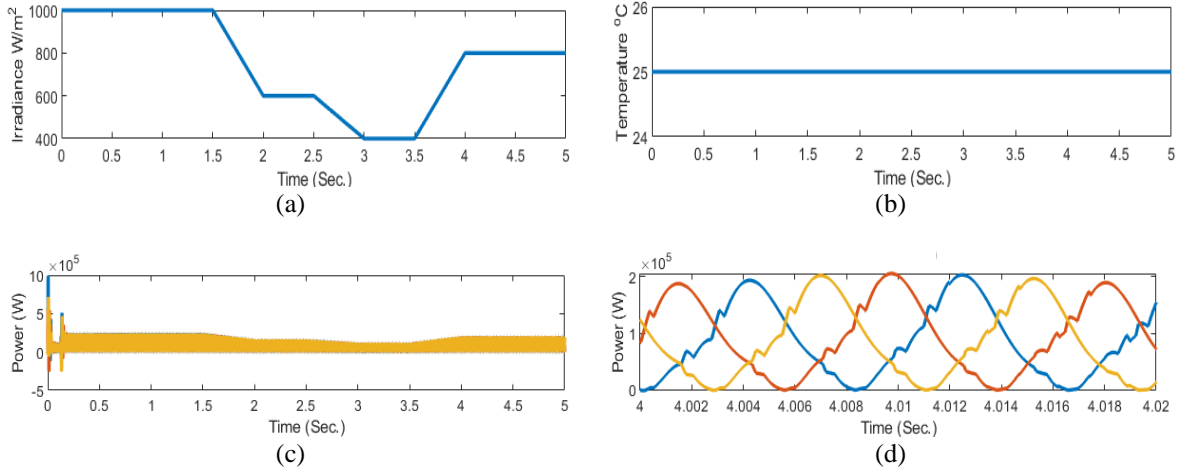 Irradiance W/m²
1000
800
600
400
0 0.5 1 1.5 2 2.5 3 3.5 4 4.5 5
Time (Sec.)
(a)
Temperature °C
26
25
24
0 0.5 1 1.5 2 2.5 3 3.5 4 4.5 5
Time (Sec.)
(b)
×10⁵
Power (W)
10
5
0
-5
0 0.5 1 1.5 2 2.5 3 3.5 4 4.5 5
Time (Sec.)
(c)
×10⁵
Power (W)
2
1
0
4 4.002 4.004 4.006 4.008 4.01 4.012 4.014 4.016 4.018 4.02
Time (Sec.)
(d)